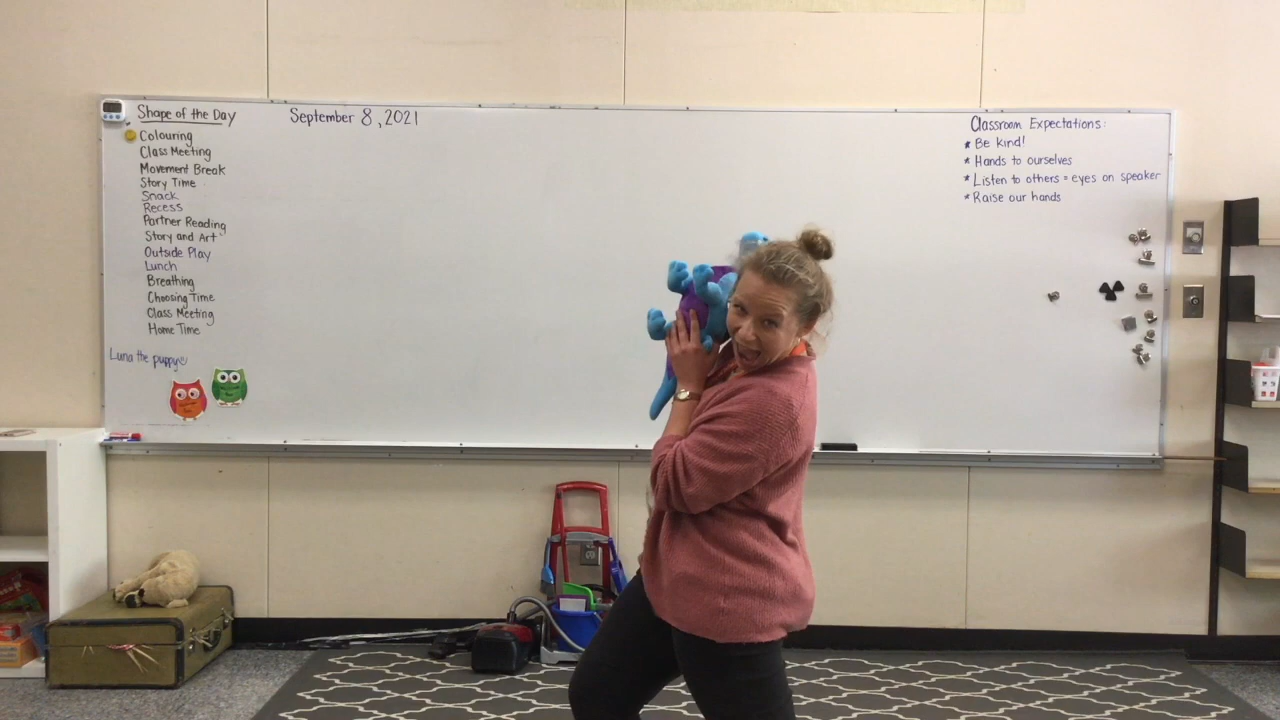 Shape of the Day
Colouring
Class Meeting
Movement Break
Story Time
Snack
Recess
Partner Reading
Story and Art
Outside Play
Lunch
Breathing
Choosing Time
Class Meeting
Home Time
Luna the puppy
September 8, 2021
Classroom Expectations:
* Be kind!
* Hands to ourselves
* Listen to others = eyes on speaker
* Raise our hands